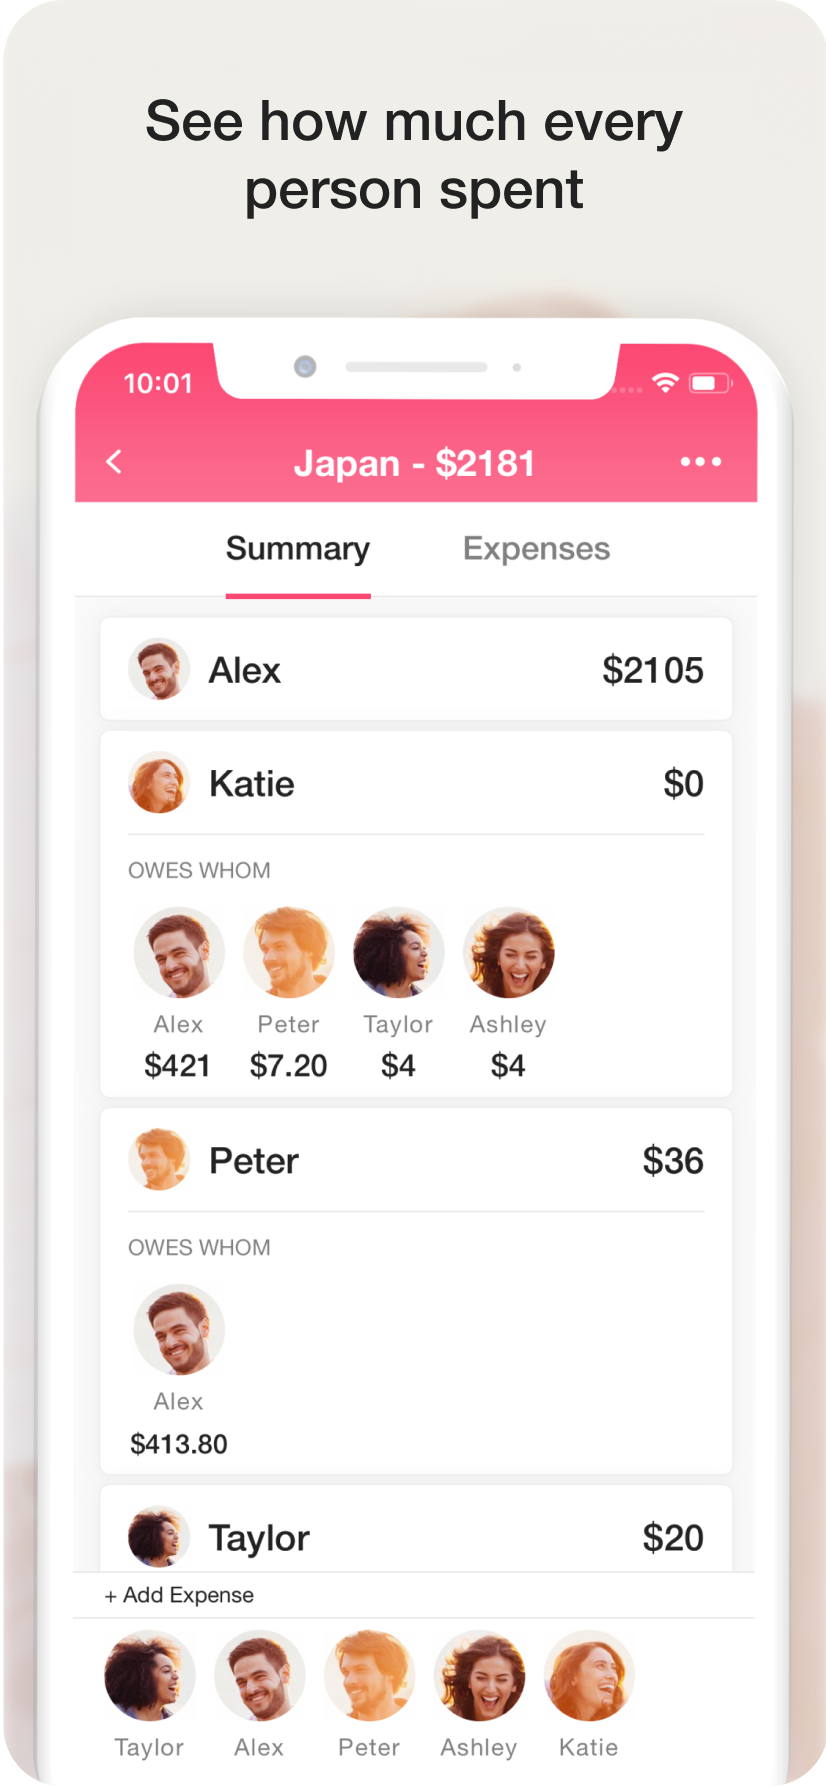 See how much every
person spent
10:01
Japan - $2181
Summary Expenses
Alex $2105
Katie $0
OWES WHOM
Alex Peter Taylor Ashley
$421 $7.20 $4 $4
Peter $36
OWES WHOM
Alex
$413.80
Taylor $20
+ Add Expense
Taylor Alex Peter Ashley Katie